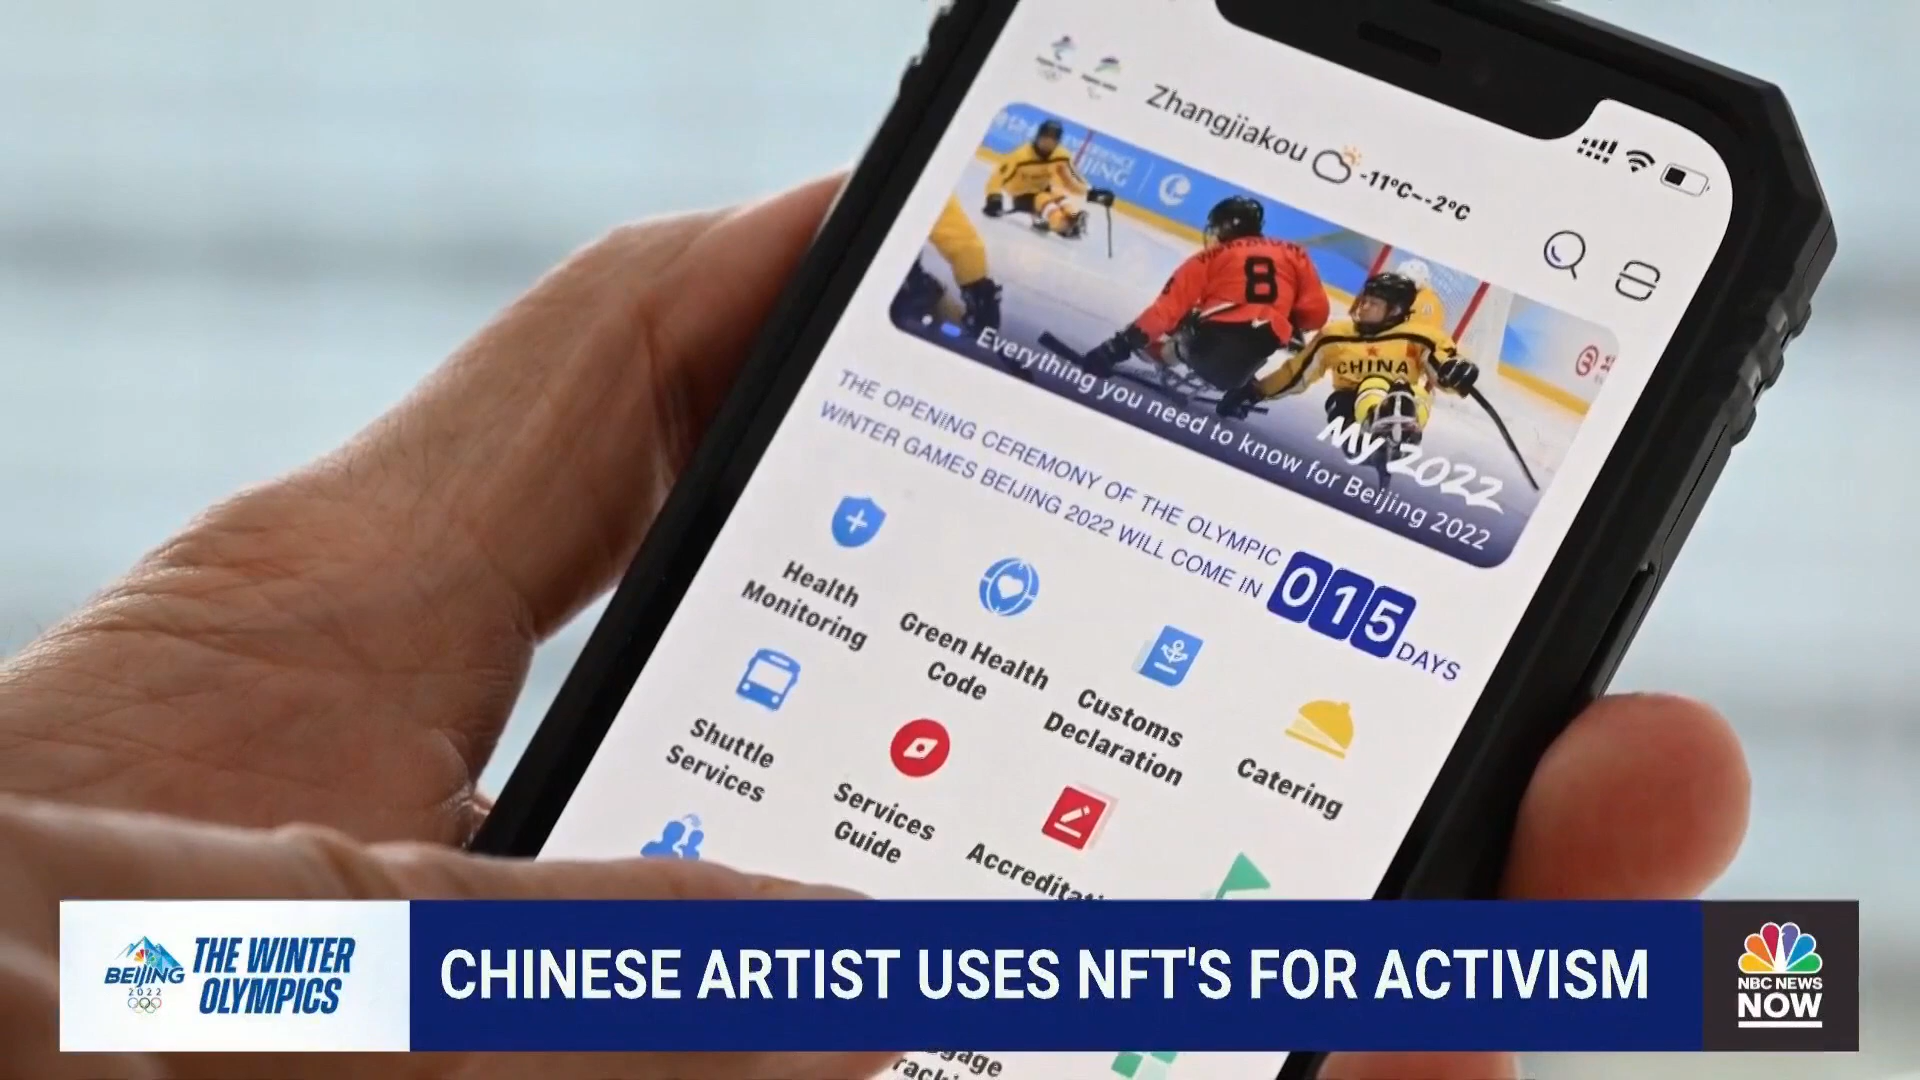 Zhangjiakou -11°C~-2°C
8
CHINA
My 2022
Everything you need to know for Beijing 2022
THE OPENING CEREMONY OF THE OLYMPIC
WINTER GAMES BEIJING 2022 WILL COME IN 015 DAYS
Health
Monitoring
Green Health
Code
Customs
Declaration
Catering
Shuttle
Services
Services
Guide
BEIJING
2022
THE WINTER
OLYMPICS
CHINESE ARTIST USES NFT'S FOR ACTIVISM
NBC NEWS
NOW